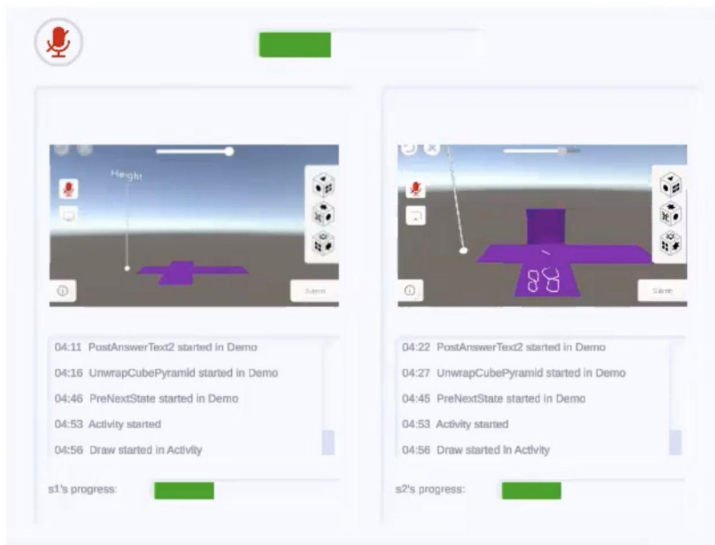 Height
Submit
04:11 PostAnswerText2 started in Demo
04:16 UnwrapCubePyramid started in Demo
04:46 PreNextState started in Demo
04:53 Activity started
04:56 Draw started in Activity
s1's progress:
Submit
04:22 PostAnswerText2 started in Demo
04:27 UnwrapCubePyramid started in Demo
04:45 PreNextState started in Demo
04:53 Activity started
04:56 Draw started in Activity
s2's progress: